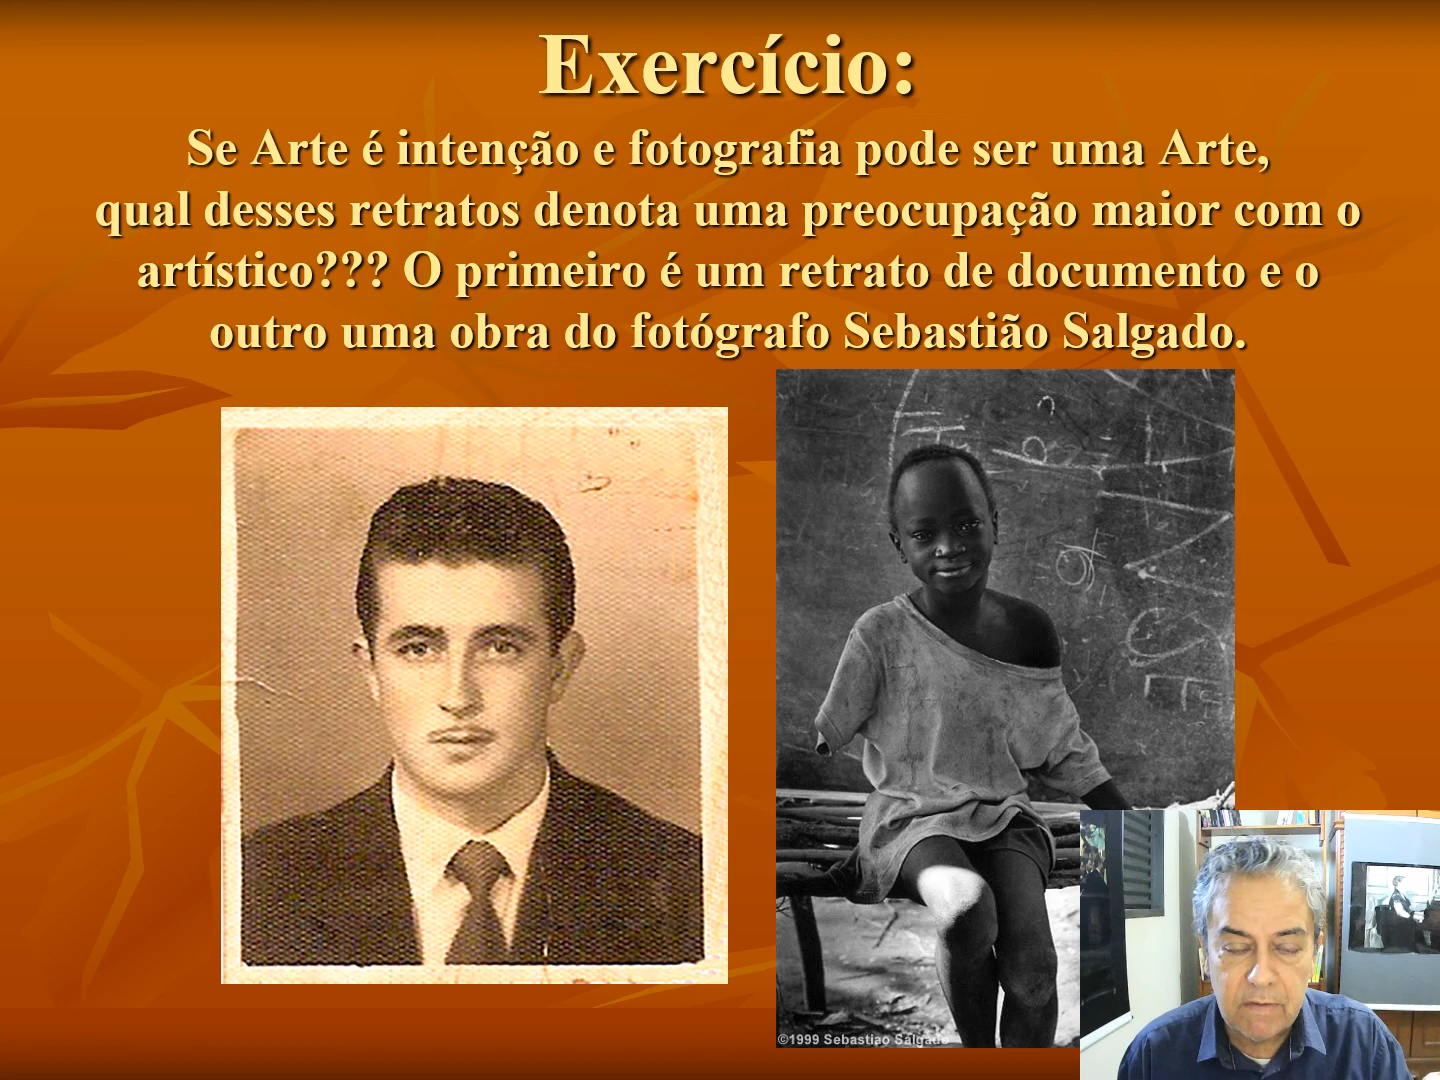 Exercício:
Se Arte é intenção e fotografia pode ser uma Arte,
qual desses retratos denota uma preocupação maior com o
artístico??? O primeiro é um retrato de documento e o
outro uma obra do fotógrafo Sebastião Salgado.
©1999 Sebastiao Salgado